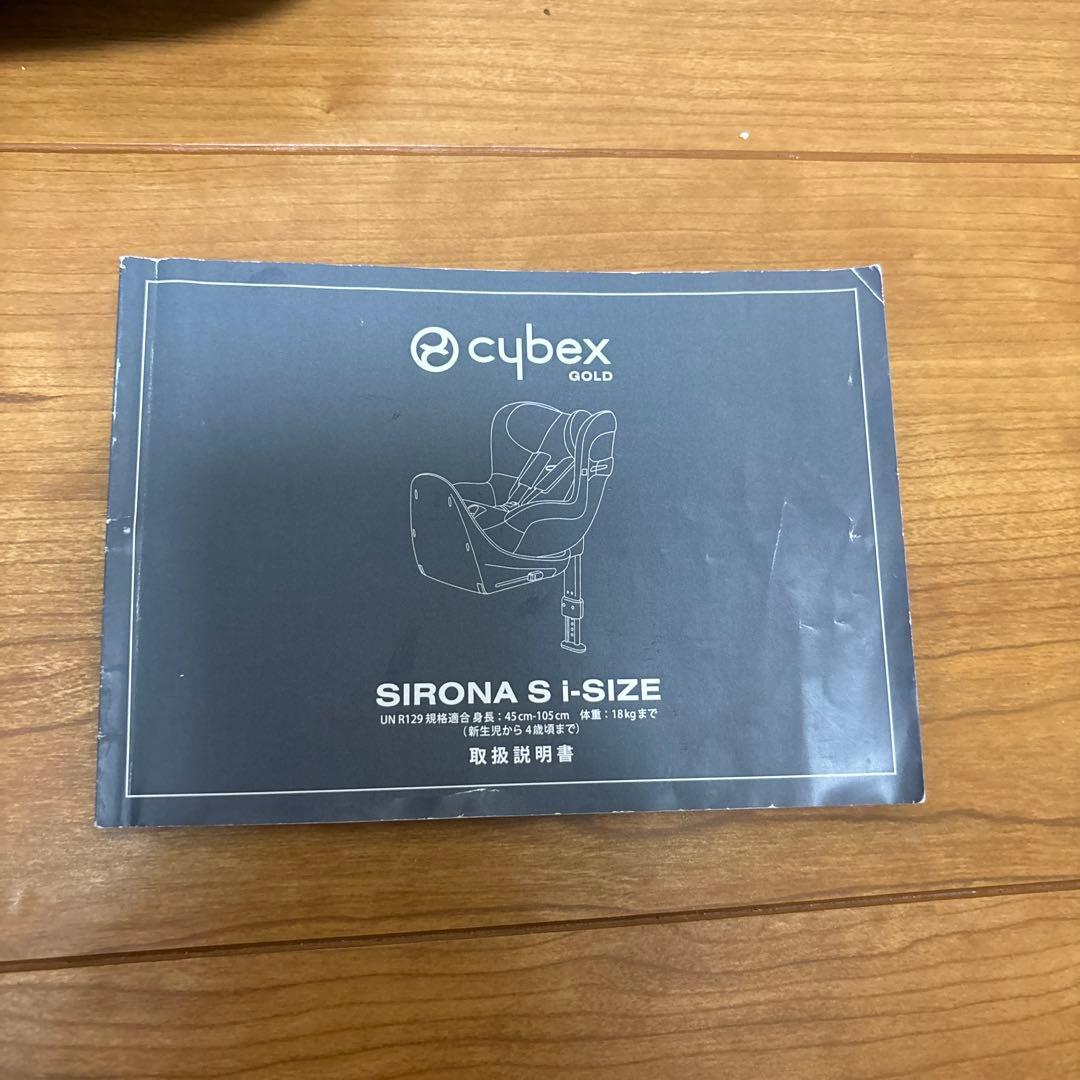 cybex
GOLD
SIRONA S i-SIZE
UN R129 規格適合 身長：45cm-105cm 体重：18kgまで
（新生児から4歳頃まで）
取扱説明書